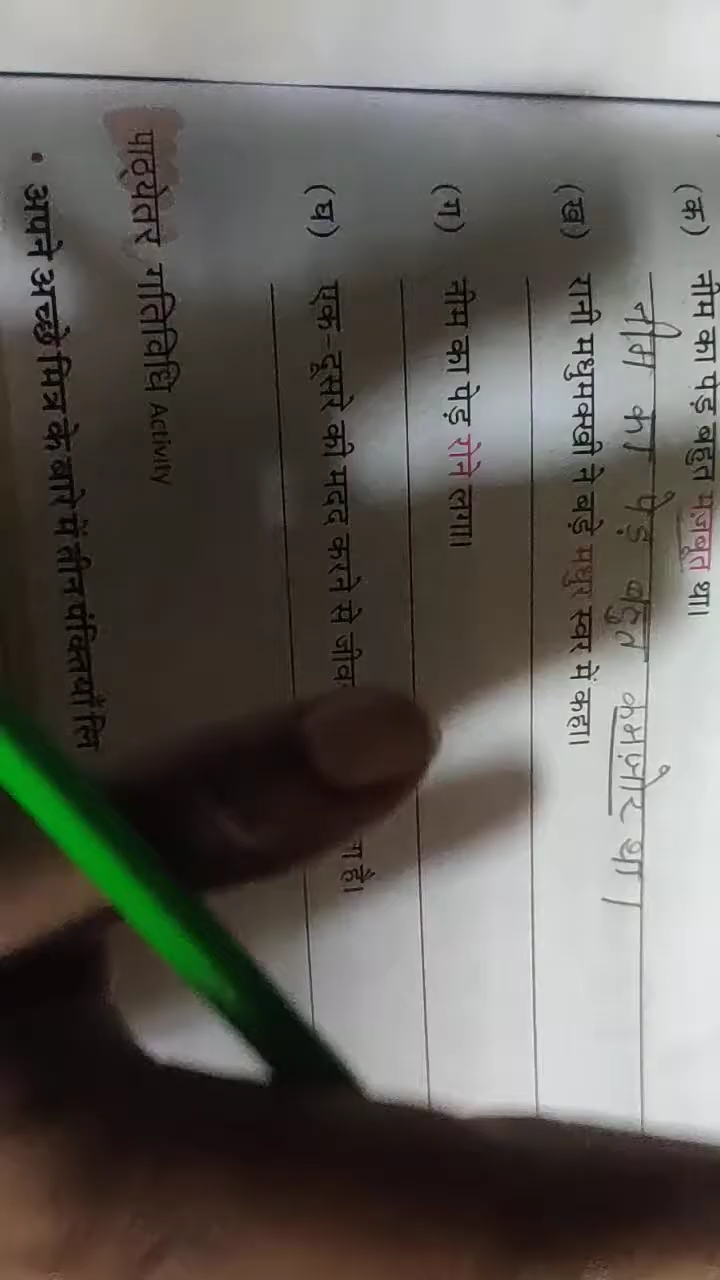 (क) नीम का पेड़ बहुत मज़बूत था।
नीम का पेड़ बहुत कमज़ोर था।
(ख) रानी मधुमक्खी ने बड़े मधुर स्वर में कहा।
(ग) नीम का पेड़ रोने लगा।
(घ) एक-दूसरे की मदद करने से है।
पाठ्येतर गतिविधि Activity
• अपने अच्छे मित्र के बारे में तीन पंक्तियाँ